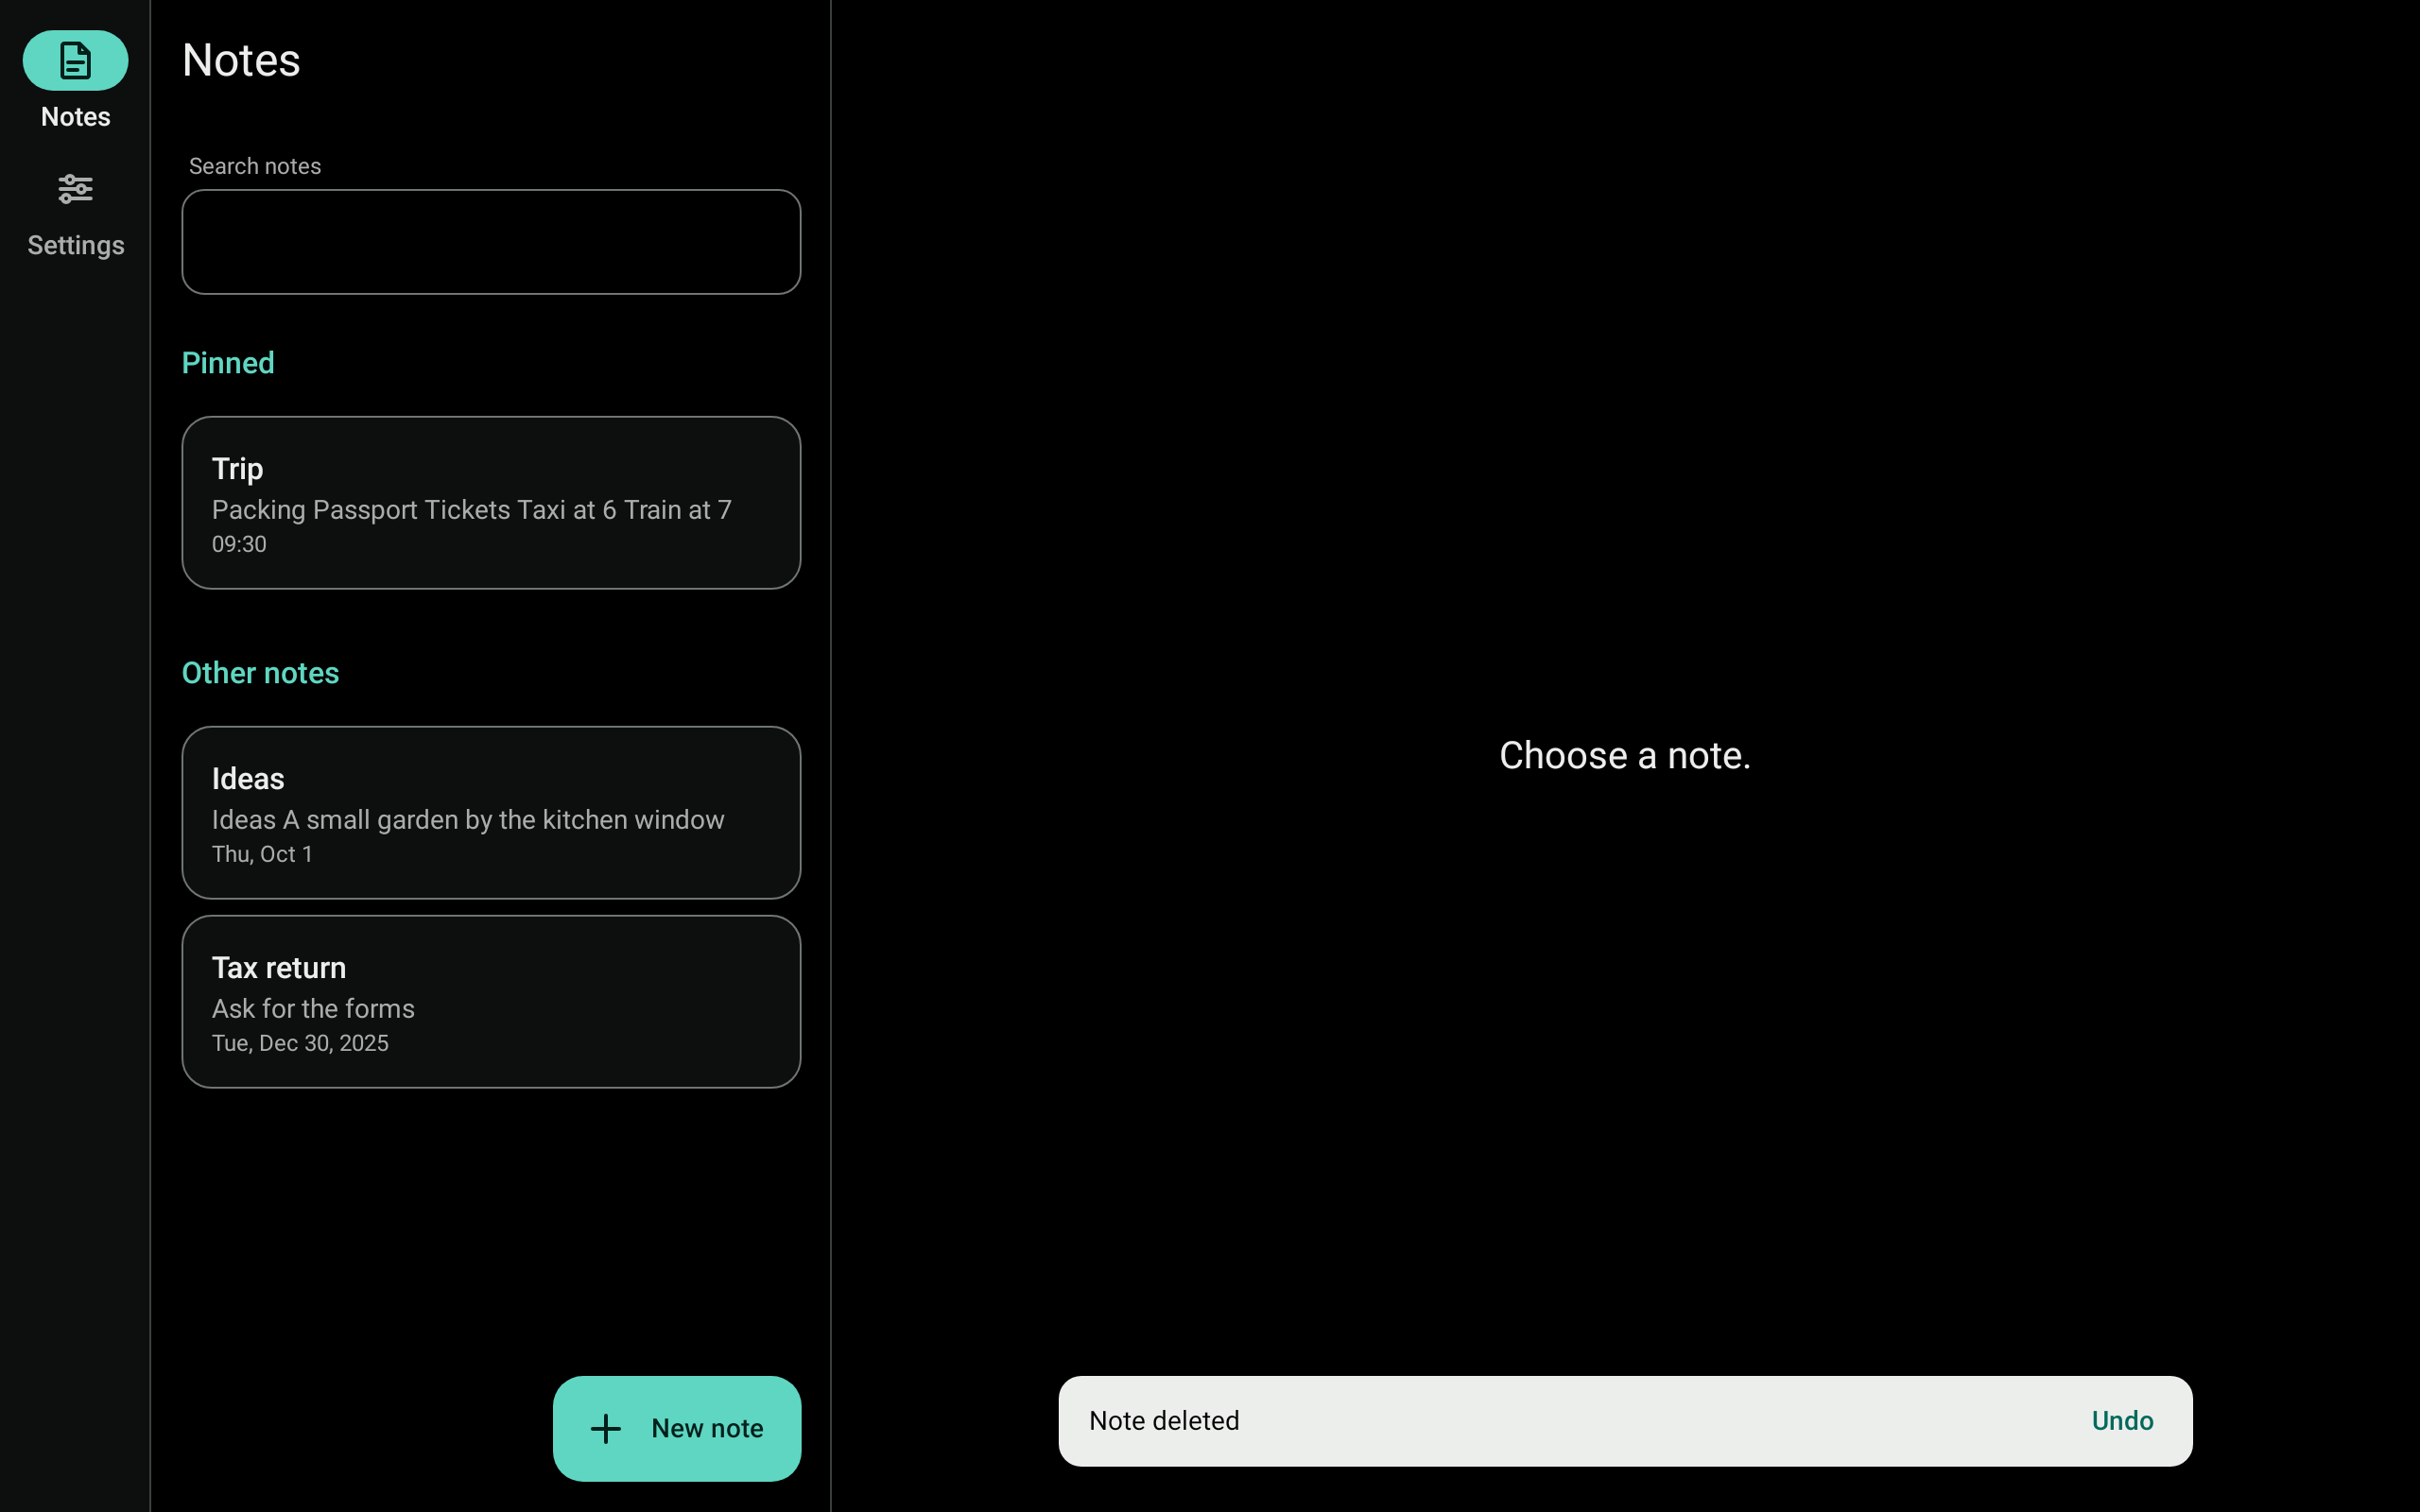 Notes
Settings
Notes
Search notes
Pinned
Trip
Packing Passport Tickets Taxi at 6 Train at 7
09:30
Other notes
Ideas
Ideas A small garden by the kitchen window
Thu, Oct 1
Tax return
Ask for the forms
Tue, Dec 30, 2025
New note
Choose a note.
Note deleted
Undo